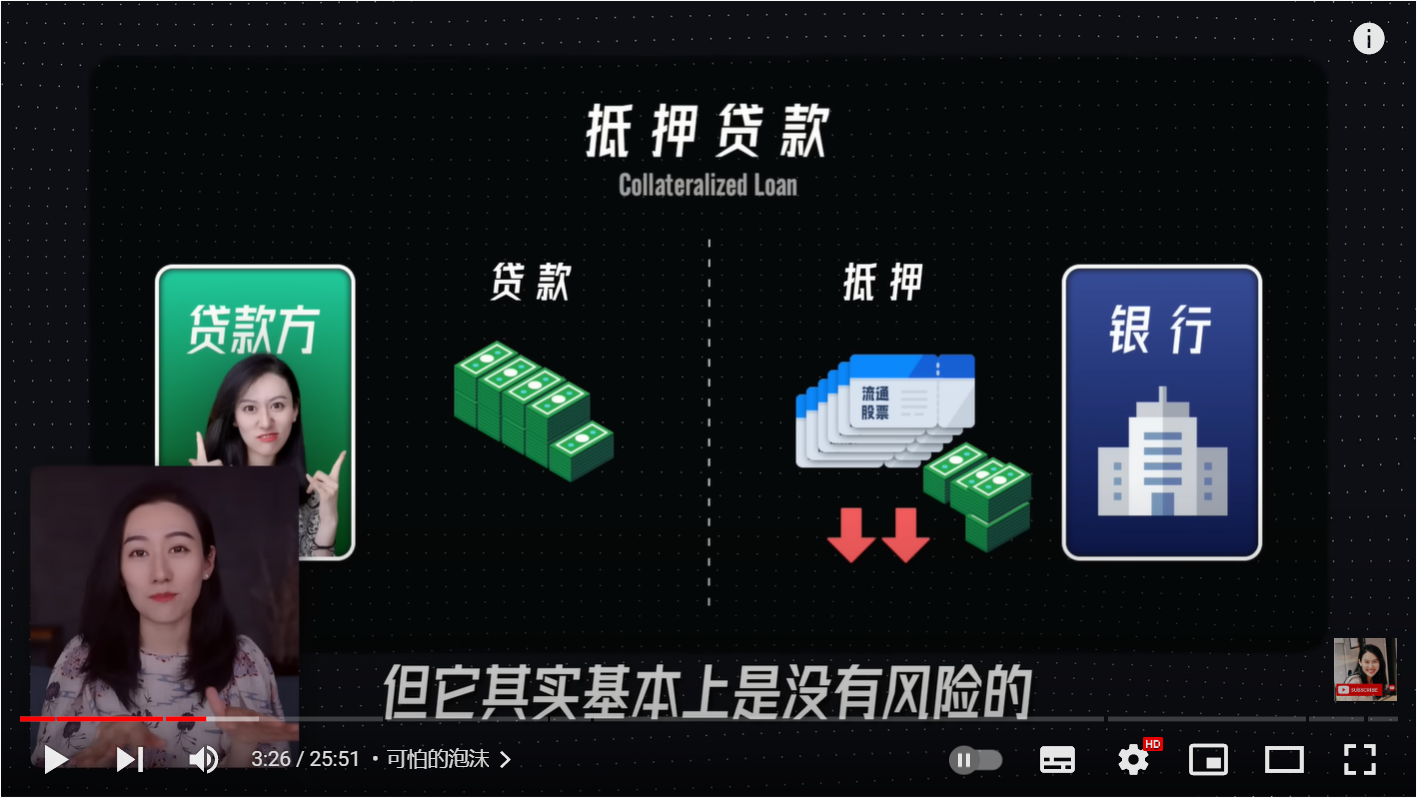 抵押贷款
Collateralized Loan
贷款
抵押
贷款方
银行
流通
股票
但它其实基本上是没有风险的
SUBSCRIBE
3:26 / 25:51 • 可怕的泡沫
HD